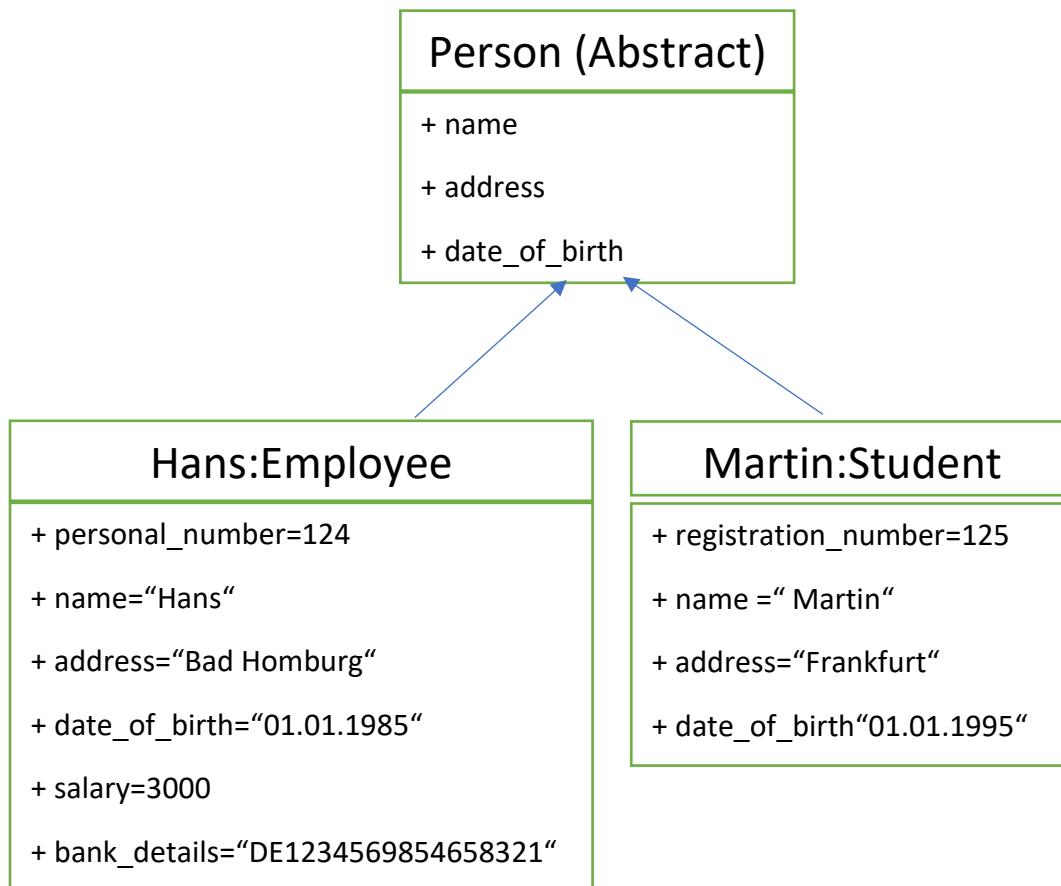 Person (Abstract)
+ name
+ address
+ date_of_birth
Hans:Employee
+ personal_number=124
+ name=“Hans“
+ address=“Bad Homburg“
+ date_of_birth=“01.01.1985“
+ salary=3000
+ bank_details=“DE1234569854658321“
Martin:Student
+ registration_number=125
+ name =“ Martin“
+ address=“Frankfurt“
+ date_of_birth“01.01.1995“